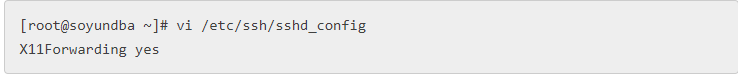 [root@soyundba ~]# vi /etc/ssh/sshd_config
X11Forwarding yes